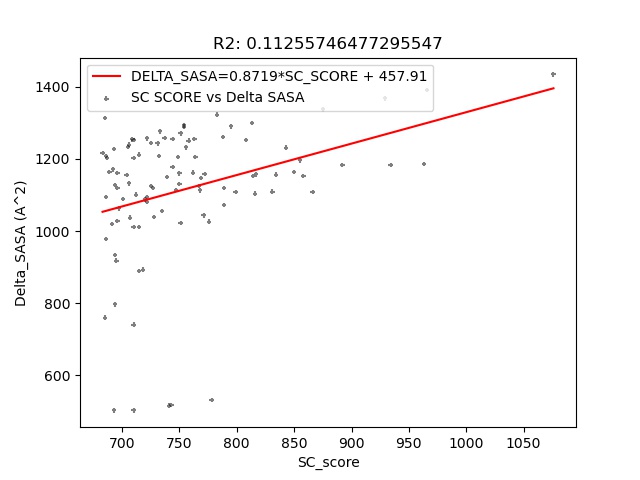 R2: 0.11255746477295547
DELTA_SASA=0.8719*SC_SCORE + 457.91
SC SCORE vs Delta SASA
1400
1200
1000
800
600
Delta_SASA (A^2)
700 750 800 850 900 950 1000 1050
SC_score